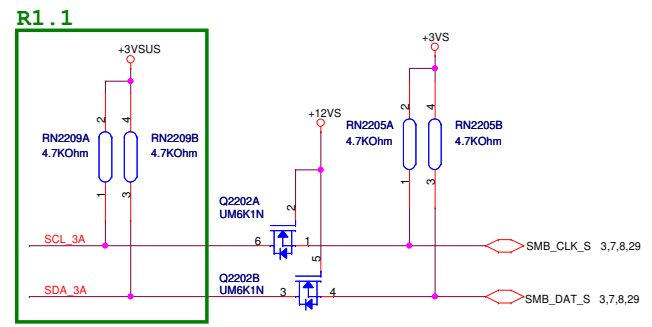 R1.1
+3VSUS
+3VS
+12VS
2
4
RN2209A
4.7KOhm
RN2209B
4.7KOhm
1
3
2
4
RN2205A
4.7KOhm
RN2205B
4.7KOhm
1
3
Q2202A
UM6K1N
2
SCL_3A
6
1
SMB_CLK_S 3,7,8,29
Q2202B
UM6K1N
5
SDA_3A
3
4
SMB_DAT_S 3,7,8,29